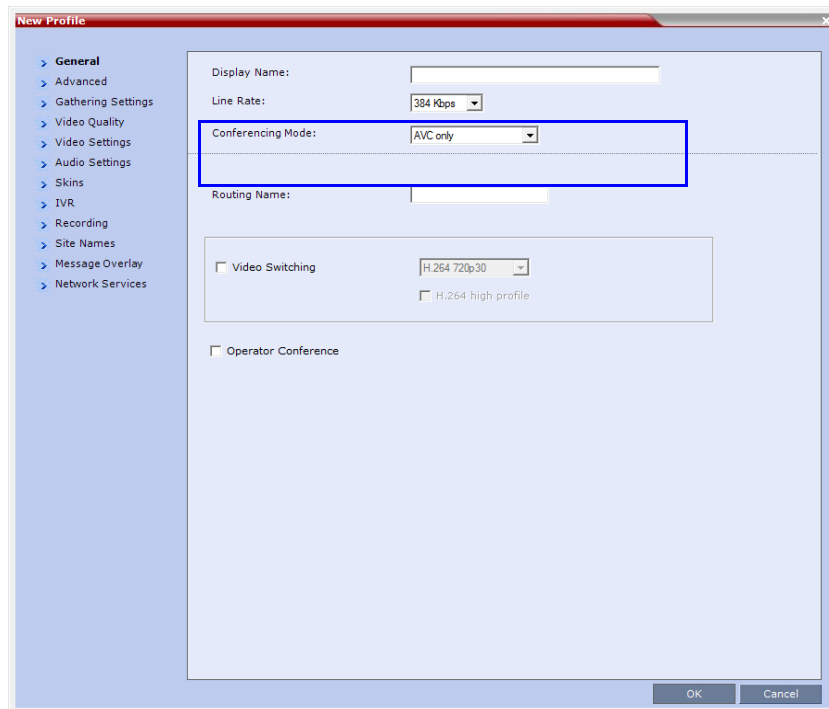 New Profile
General
Advanced
Gathering Settings
Video Quality
Video Settings
Audio Settings
Skins
IVR
Recording
Site Names
Message Overlay
Network Services
Display Name:
Line Rate: 384 Kbps
Conferencing Mode: AVC only
Routing Name:
Video Switching H.264 720p30
H.264 high profile
Operator Conference
OK Cancel